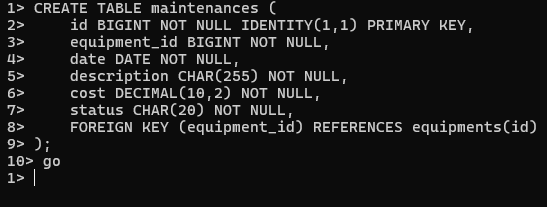 1> CREATE TABLE maintenances (
2>     id BIGINT NOT NULL IDENTITY(1,1) PRIMARY KEY,
3>     equipment_id BIGINT NOT NULL,
4>     date DATE NOT NULL,
5>     description CHAR(255) NOT NULL,
6>     cost DECIMAL(10,2) NOT NULL,
7>     status CHAR(20) NOT NULL,
8>     FOREIGN KEY (equipment_id) REFERENCES equipments(id)
9> );
10> go
1>